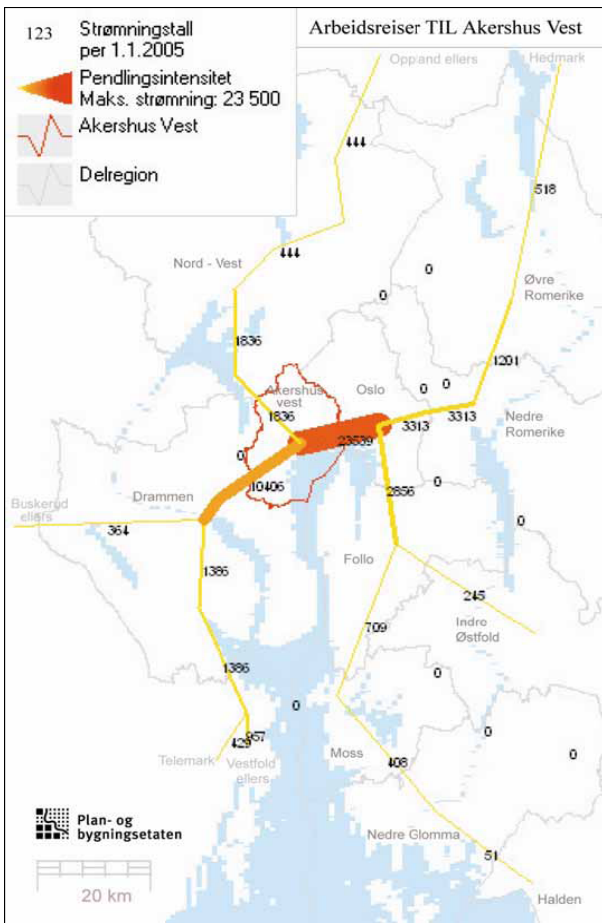 Arbeidsreiser TIL Akershus Vest
123 Strømningstall
per 1.1.2005
Pendlingsintensitet
Maks. strømning: 23 500
Akershus Vest
Delregion
Oppland ellers
Hedmark
444
518
Nord - Vest
444
0
0
Øvre
Romerike
1836
1201
Akershus
vest
Oslo
0
0
1836
3313
3313
Nedre
Romerike
23539
0
10406
2856
0
Drammen
Buskerud
ellers
364
0
1386
Follo
245
709
Indre
Østfold
1386
0
0
957
429
0
0
Telemark
Vestfold
ellers
Moss
408
Plan- og
bygningsetaten
Nedre Glomma
51
20 km
Halden